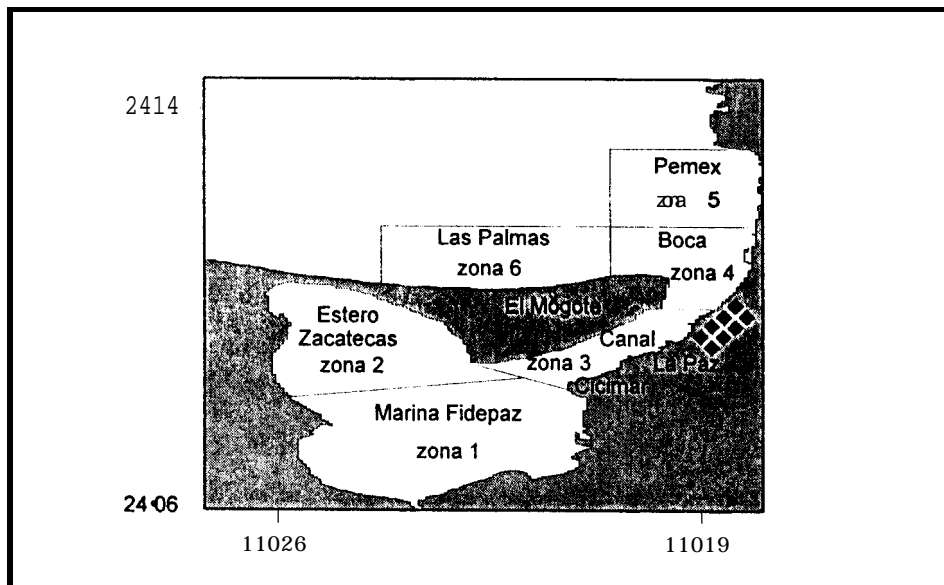 2414
Pemex
zona 5
Las Palmas
zona 6
Boca
zona 4
El Mogote
Estero
Zacatecas
zona 2
Canal
zona 3
La Paz
Cicimar
Marina Fidepaz
zona 1
24•06
11026
11019